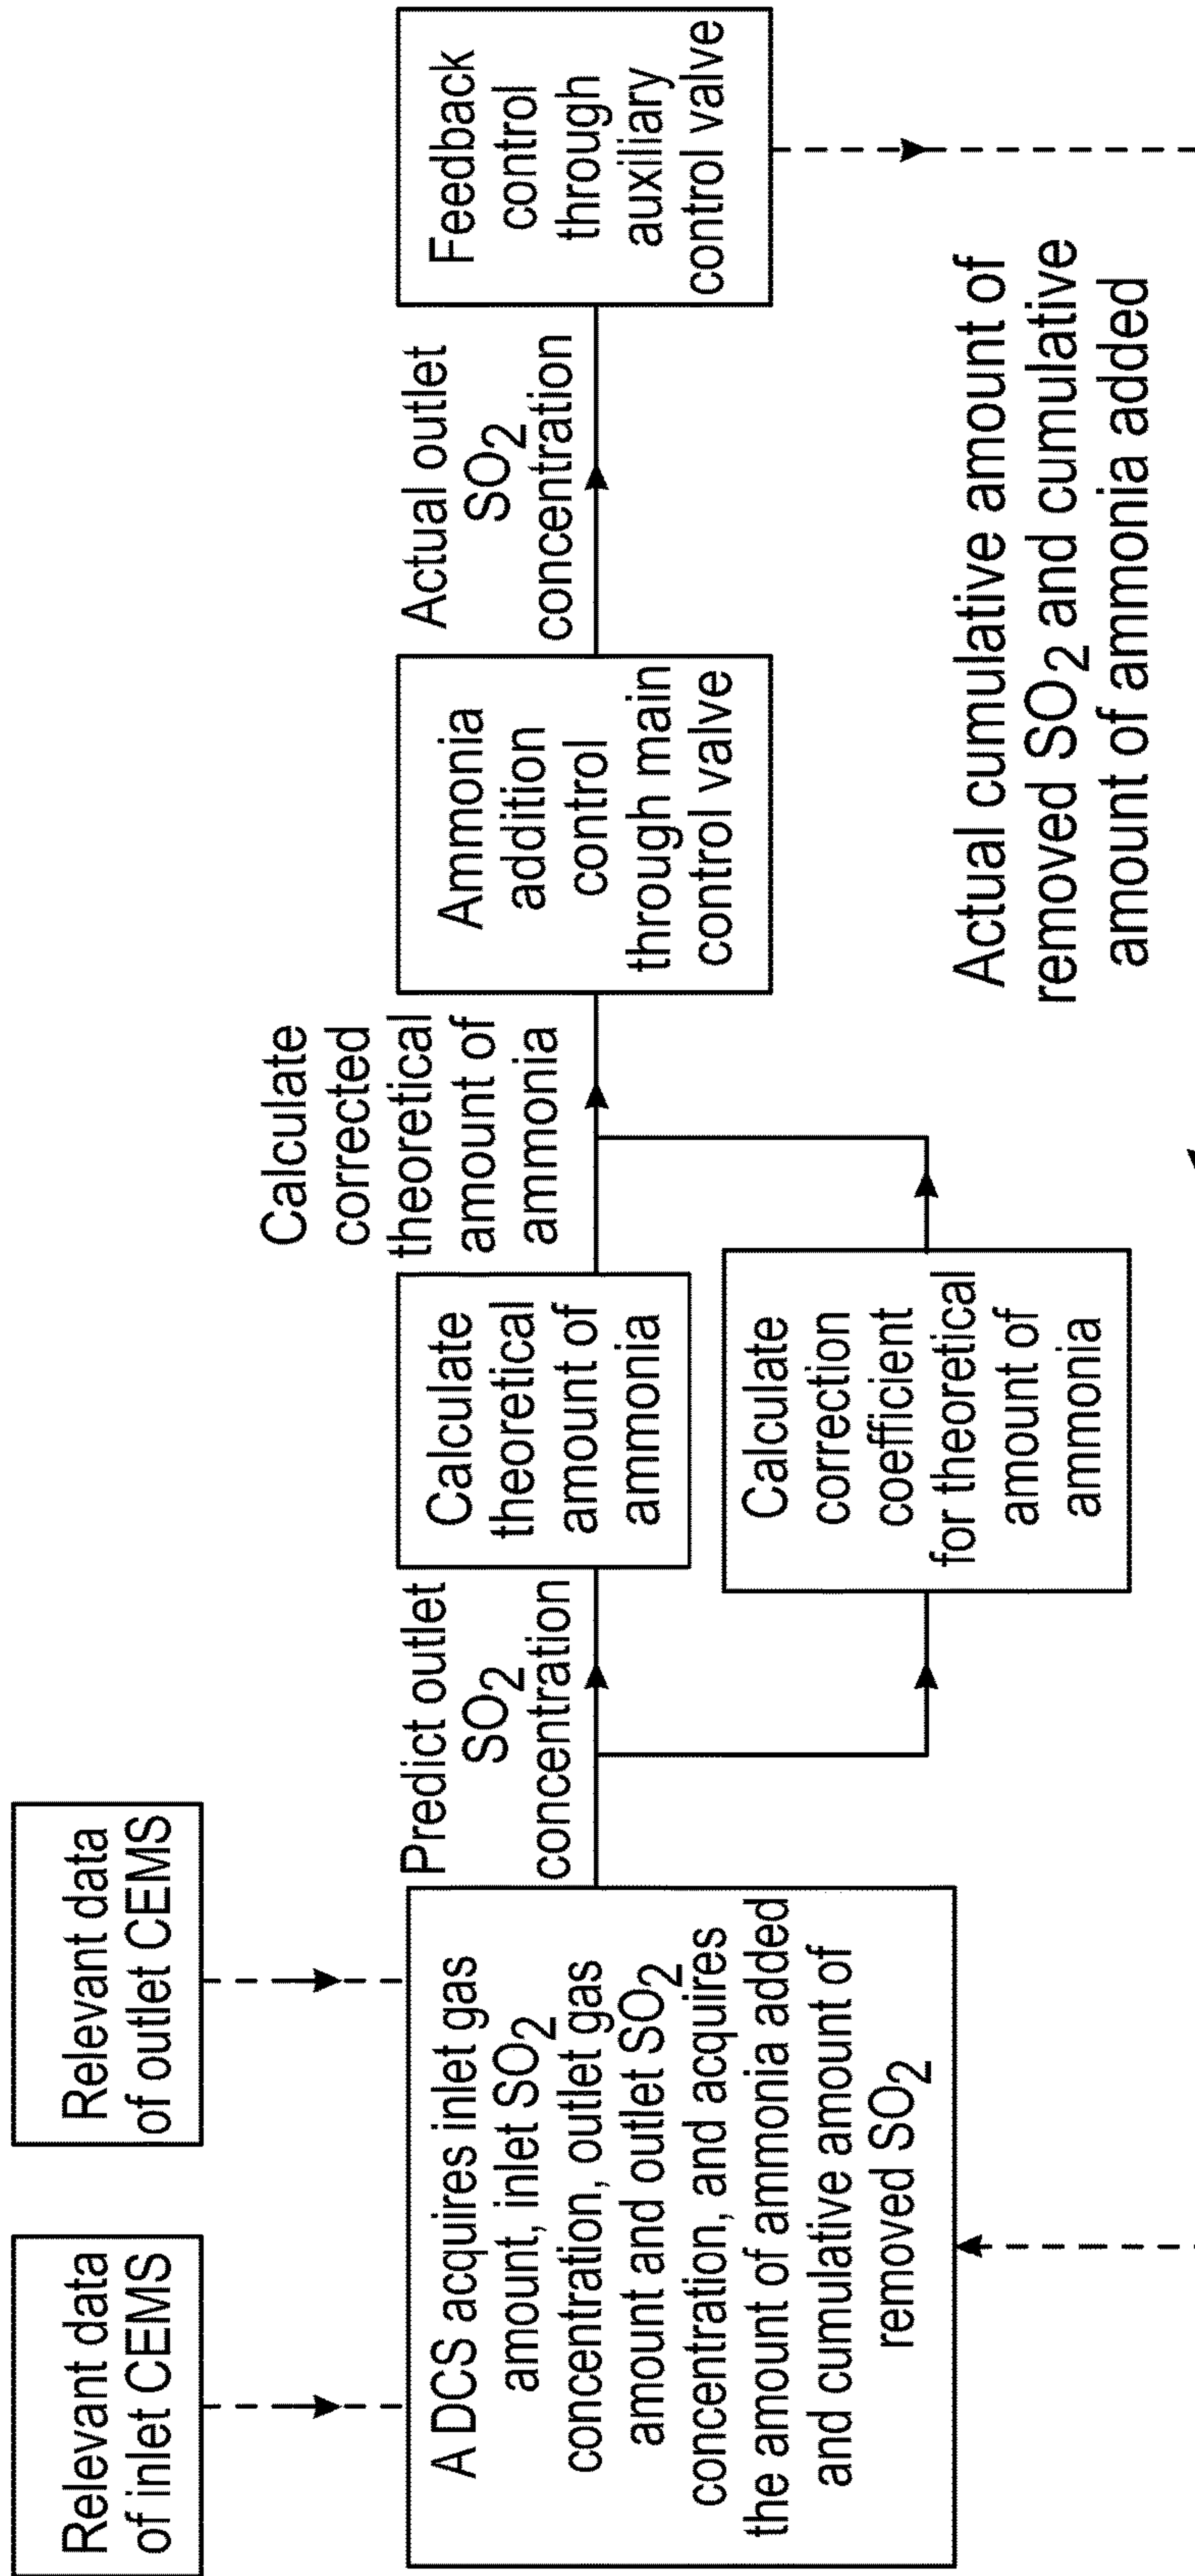 Relevant data
of inlet CEMS
Relevant data
of outlet CEMS
A DCS acquires inlet gas
amount, inlet SO2
concentration, outlet gas
amount and outlet SO2
concentration, and acquires
the amount of ammonia added
and cumulative amount of
removed SO2
Predict outlet
SO2
concentration
Calculate
theoretical
amount of
ammonia
Calculate
correction
coefficient
for theoretical
amount of
ammonia
Calculate
corrected
theoretical
amount of
ammonia
Ammonia
addition
control
through main
control valve
Actual outlet
SO2
concentration
Feedback
control
through
auxiliary
control valve
Actual cumulative amount of
removed SO2 and cumulative
amount of ammonia added